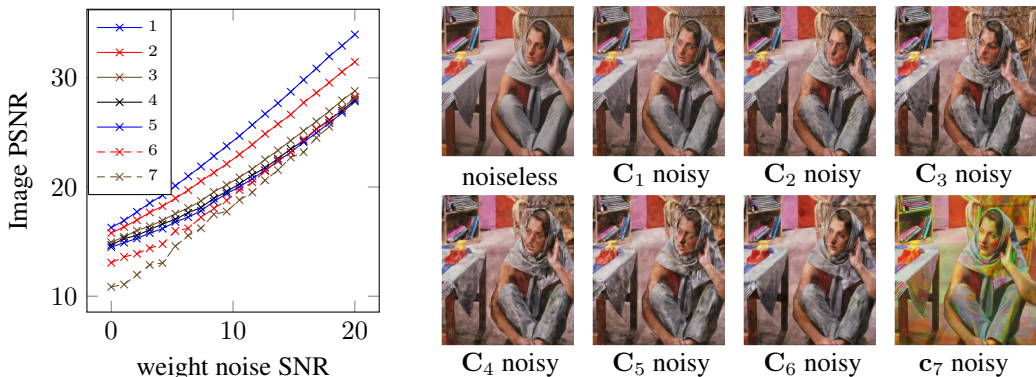 Image PSNR
30
20
10
1
2
3
4
5
6
7
0
10
20
weight noise SNR
noiseless
C₁ noisy
C₂ noisy
C₃ noisy
C₄ noisy
C₅ noisy
C₆ noisy
c₇ noisy